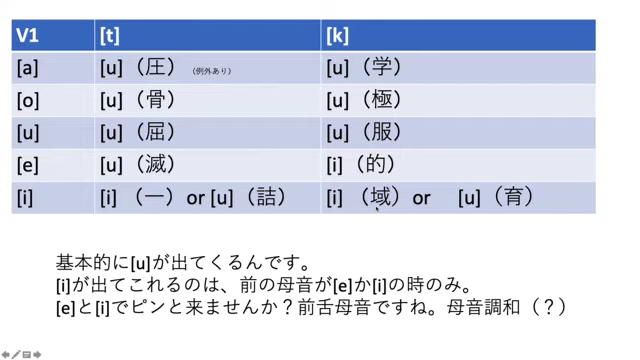 V1 [t] [k]
[a] [u]（圧）（例外あり） [u]（学）
[o] [u]（骨） [u]（極）
[u] [u]（屈） [u]（服）
[e] [u]（滅） [i]（的）
[i] [i]（一）or [u]（詰） [i]（域）or [u]（育）
基本的に[u]が出てくるんです。
[i]が出てこれるのは、前の母音が[e]か[i]の時のみ。
[e]と[i]でピンと来ませんか？前舌母音ですね。母音調和（？）